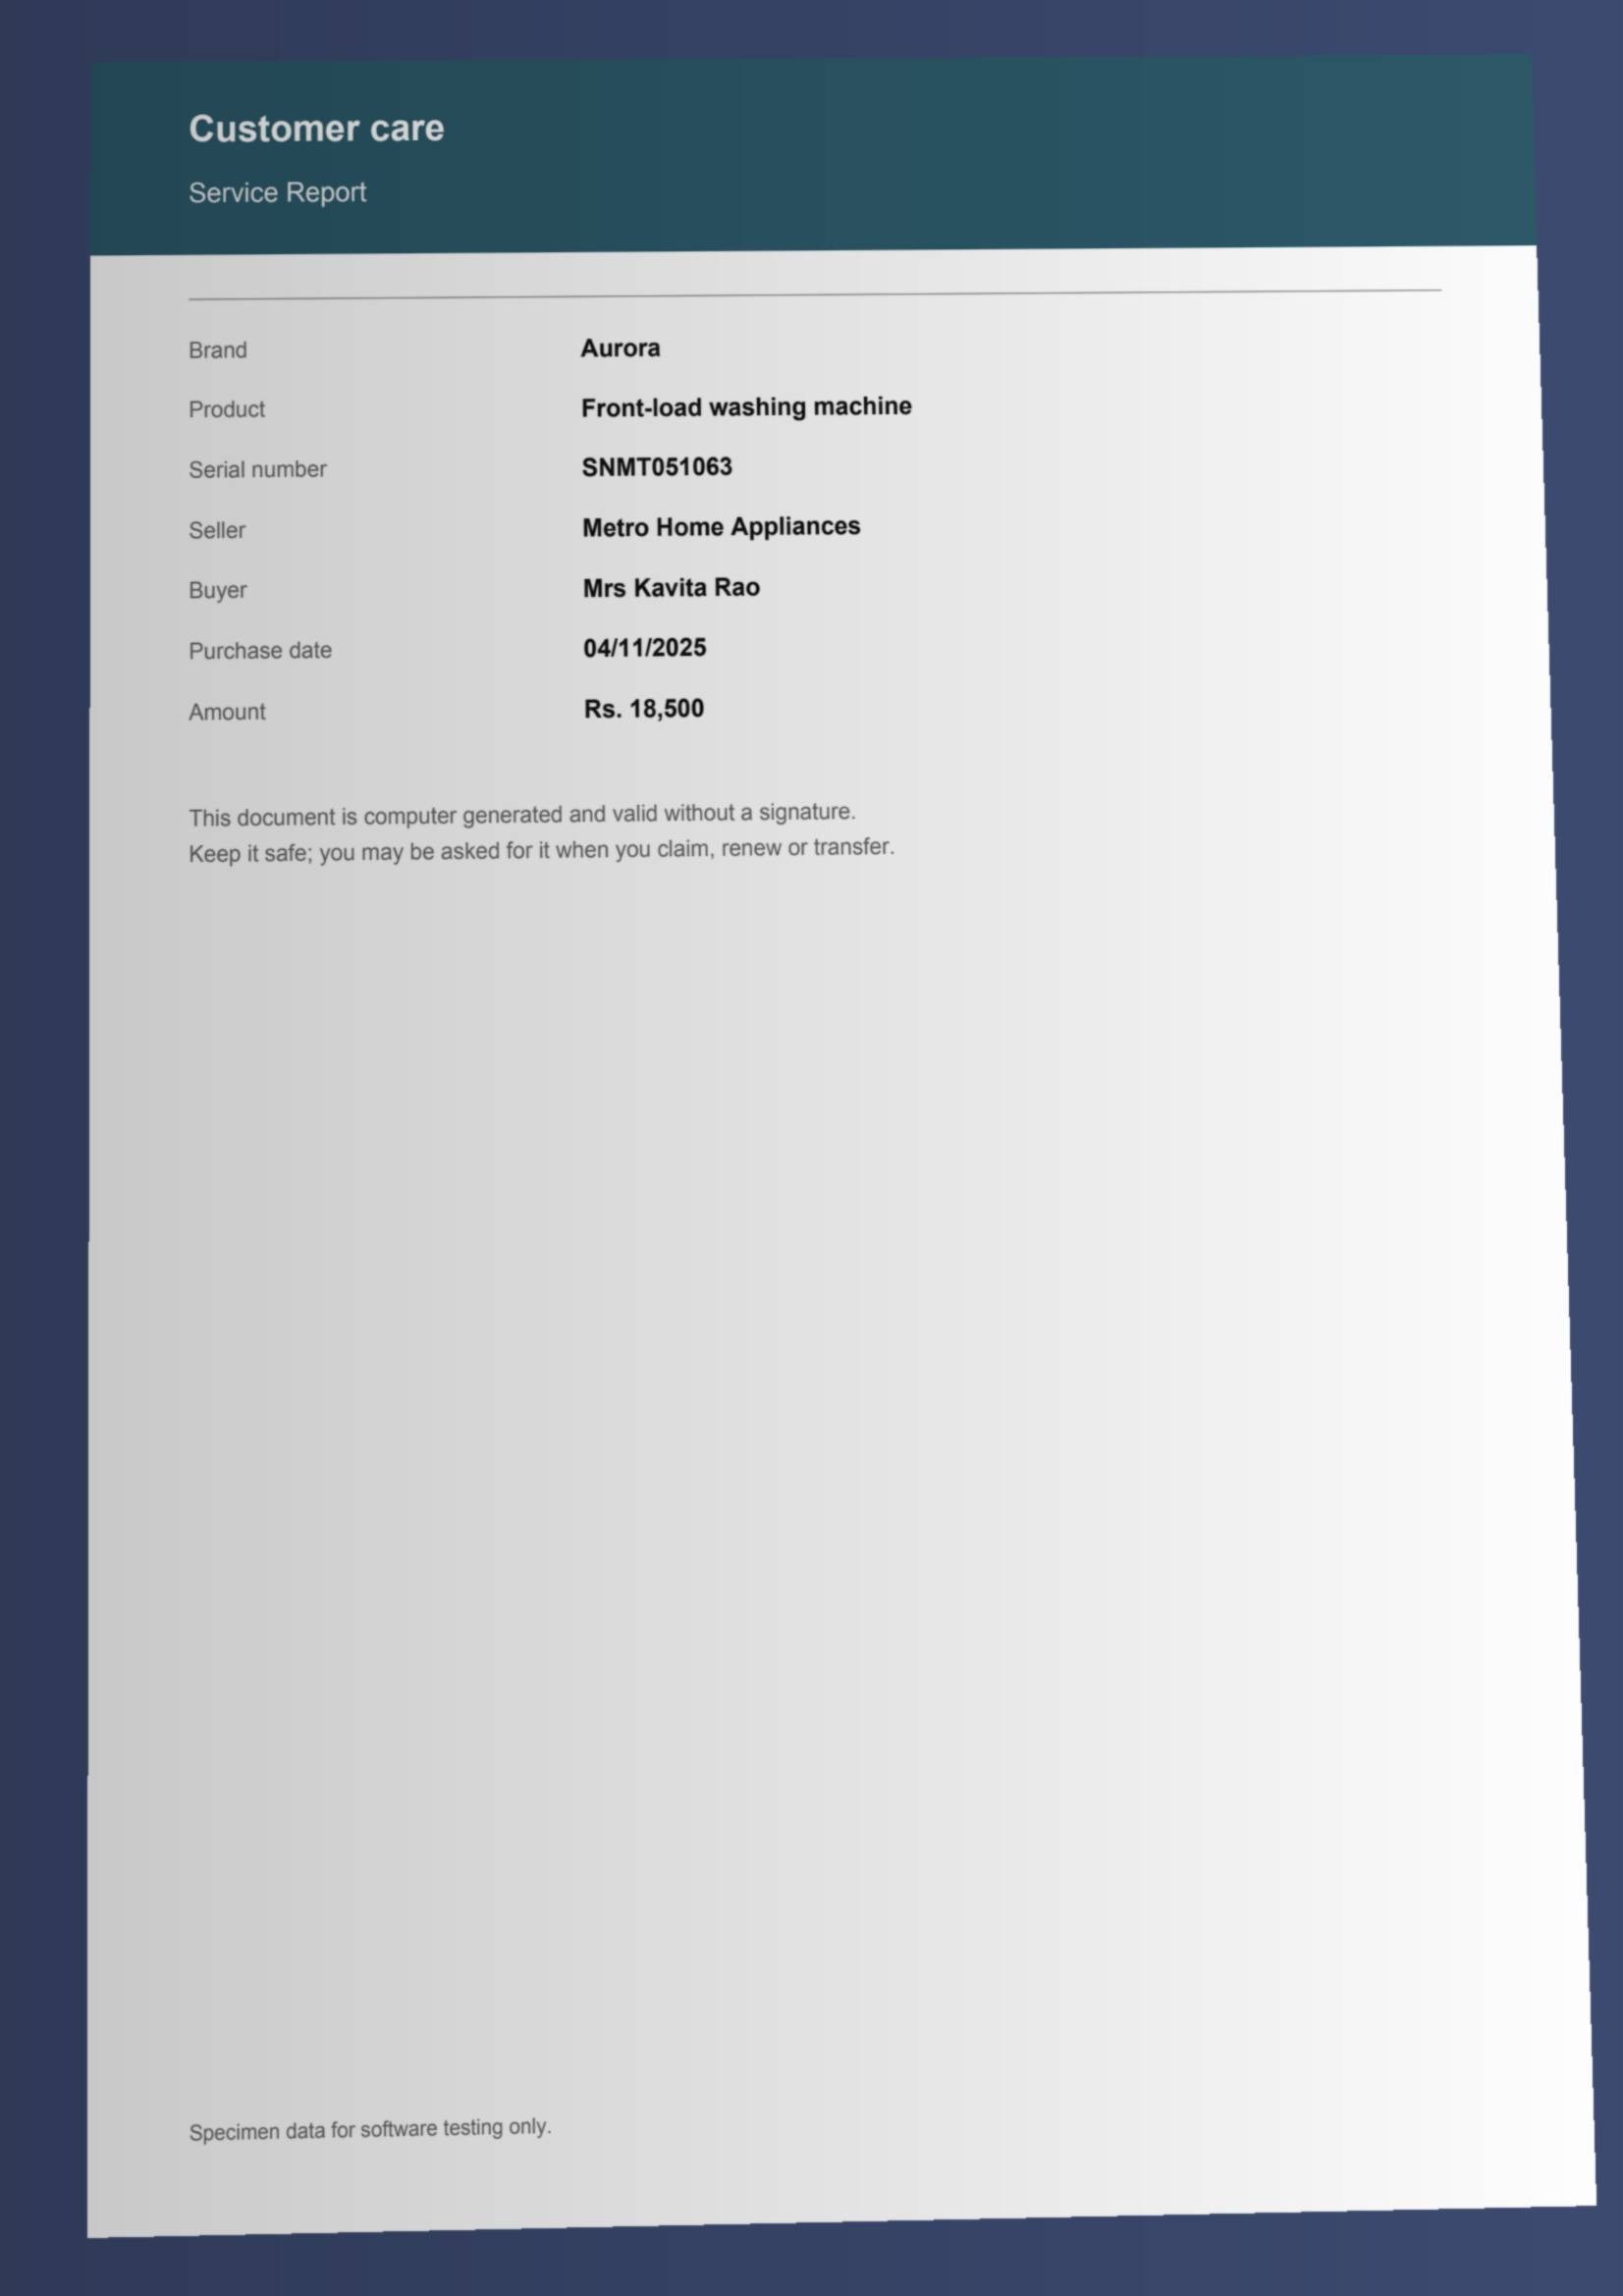 Customer care
Service Report
Brand Aurora
Product Front-load washing machine
Serial number SNMT051063
Seller Metro Home Appliances
Buyer Mrs Kavita Rao
Purchase date 04/11/2025
Amount Rs. 18,500
This document is computer generated and valid without a signature.
Keep it safe; you may be asked for it when you claim, renew or transfer.
Specimen data for software testing only.